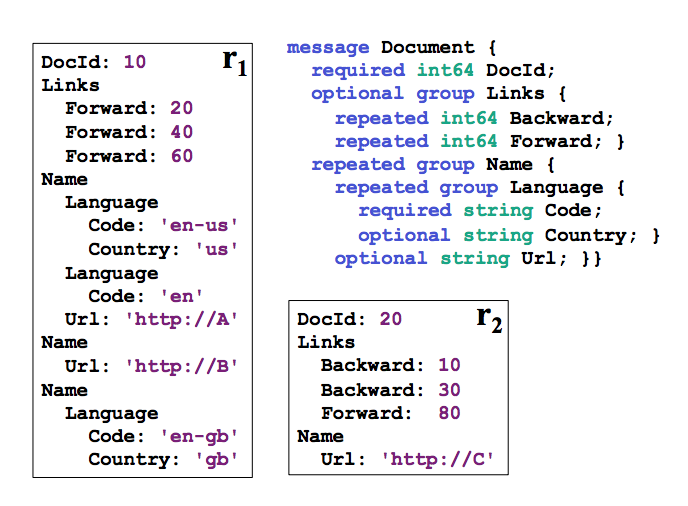 r1
DocId: 10
Links
  Forward: 20
  Forward: 40
  Forward: 60
Name
  Language
    Code: 'en-us'
    Country: 'us'
  Language
    Code: 'en'
  Url: 'http://A'
Name
  Url: 'http://B'
Name
  Language
    Code: 'en-gb'
    Country: 'gb'
message Document {
  required int64 DocId;
  optional group Links {
    repeated int64 Backward;
    repeated int64 Forward; }
  repeated group Name {
    repeated group Language {
      required string Code;
      optional string Country; }
    optional string Url; }}
r2
DocId: 20
Links
  Backward: 10
  Backward: 30
  Forward: 80
Name
  Url: 'http://C'